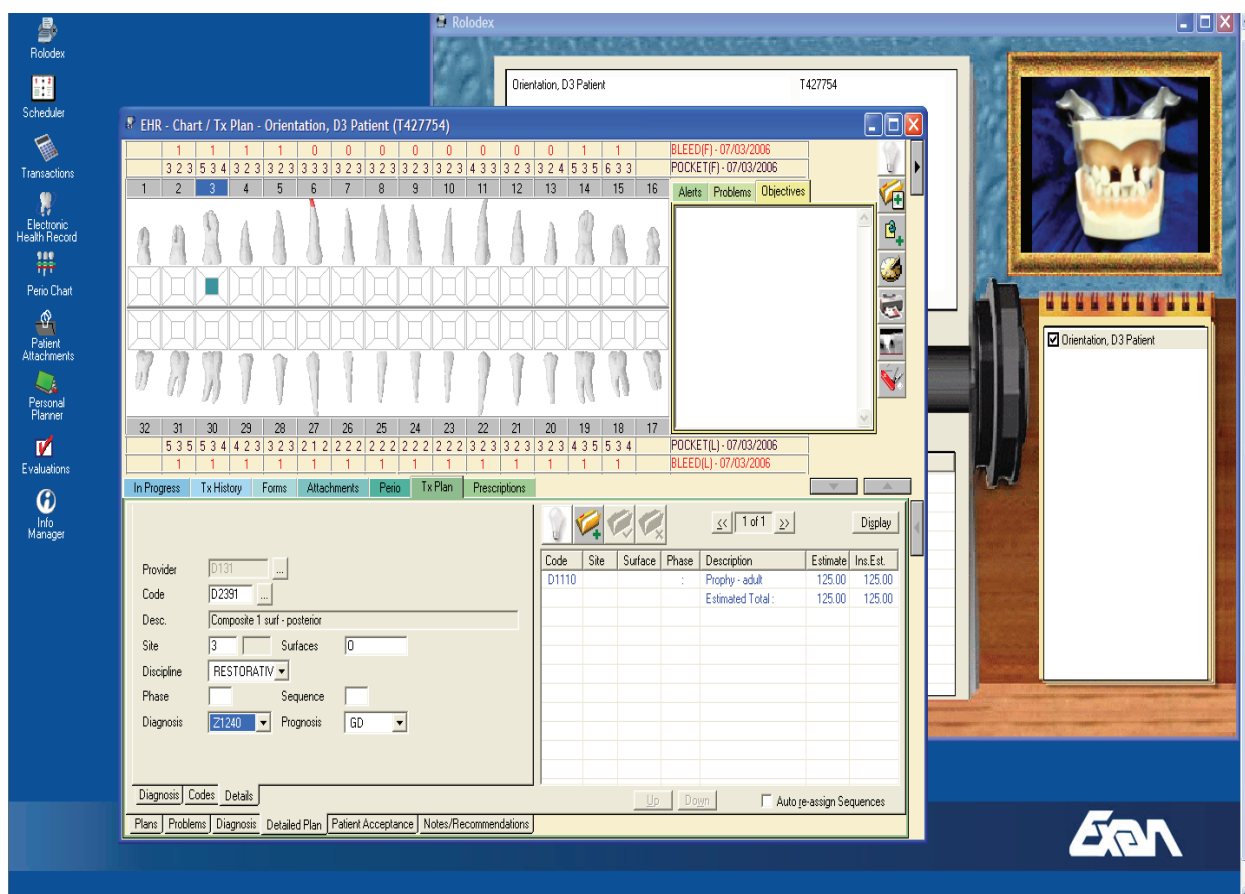 Rolodex
Rolodex
Scheduler
Transactions
Electronic
Health Record
Perio Chart
Patient
Attachments
Personal
Planner
Evaluations
Info
Manager
Orientation, D3 Patient T427754
EHR - Chart / Tx Plan - Orientation, D3 Patient (T427754)
1 1 1 1 0 0 0 0 0 0 0 1 1 BLEED(F) - 07/03/2006
3 2 3 5 3 4 3 2 3 3 2 3 3 3 3 3 2 3 3 2 3 3 2 3 3 2 3 4 3 3 3 2 3 3 2 4 5 3 5 6 3 3 POCKET(F) - 07/03/2006
1 2 3 4 5 6 7 8 9 10 11 12 13 14 15 16
Alerts Problems Objectives
Orientation, D3 Patient
32 31 30 29 28 27 26 25 24 23 22 21 20 19 18 17
5 3 5 5 3 4 4 2 3 3 2 3 2 1 2 2 2 2 2 2 2 2 2 2 2 2 2 3 2 3 3 2 3 3 2 3 4 3 5 5 3 4 POCKET(L) - 07/03/2006
1 1 1 1 1 1 1 1 1 1 1 1 1 1 BLEED(L) - 07/03/2006
In Progress Tx History Forms Attachments Perio Tx Plan Prescriptions
<< 1 of 1 >> Display
Provider D131 ...
Code D2391 ...
Desc. Composite 1 surf - posterior
Site 3 Surfaces O
Discipline RESTORATIV
Phase Sequence
Diagnosis Z1240 Prognosis GD
Code Site Surface Phase Description Estimate Ins.Est.
D1110 : Prophy - adult 125.00 125.00
Estimated Total : 125.00 125.00
Diagnosis Codes Details
Up Down Auto re-assign Sequences
Plans Problems Diagnosis Detailed Plan Patient Acceptance Notes/Recommendations
Exan